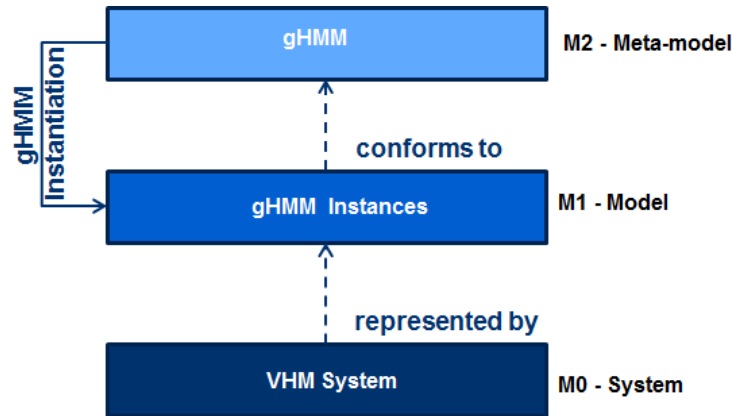 gHMM
M2 - Meta-model
gHMM
Instantiation
conforms to
gHMM Instances
M1 - Model
represented by
VHM System
M0 - System